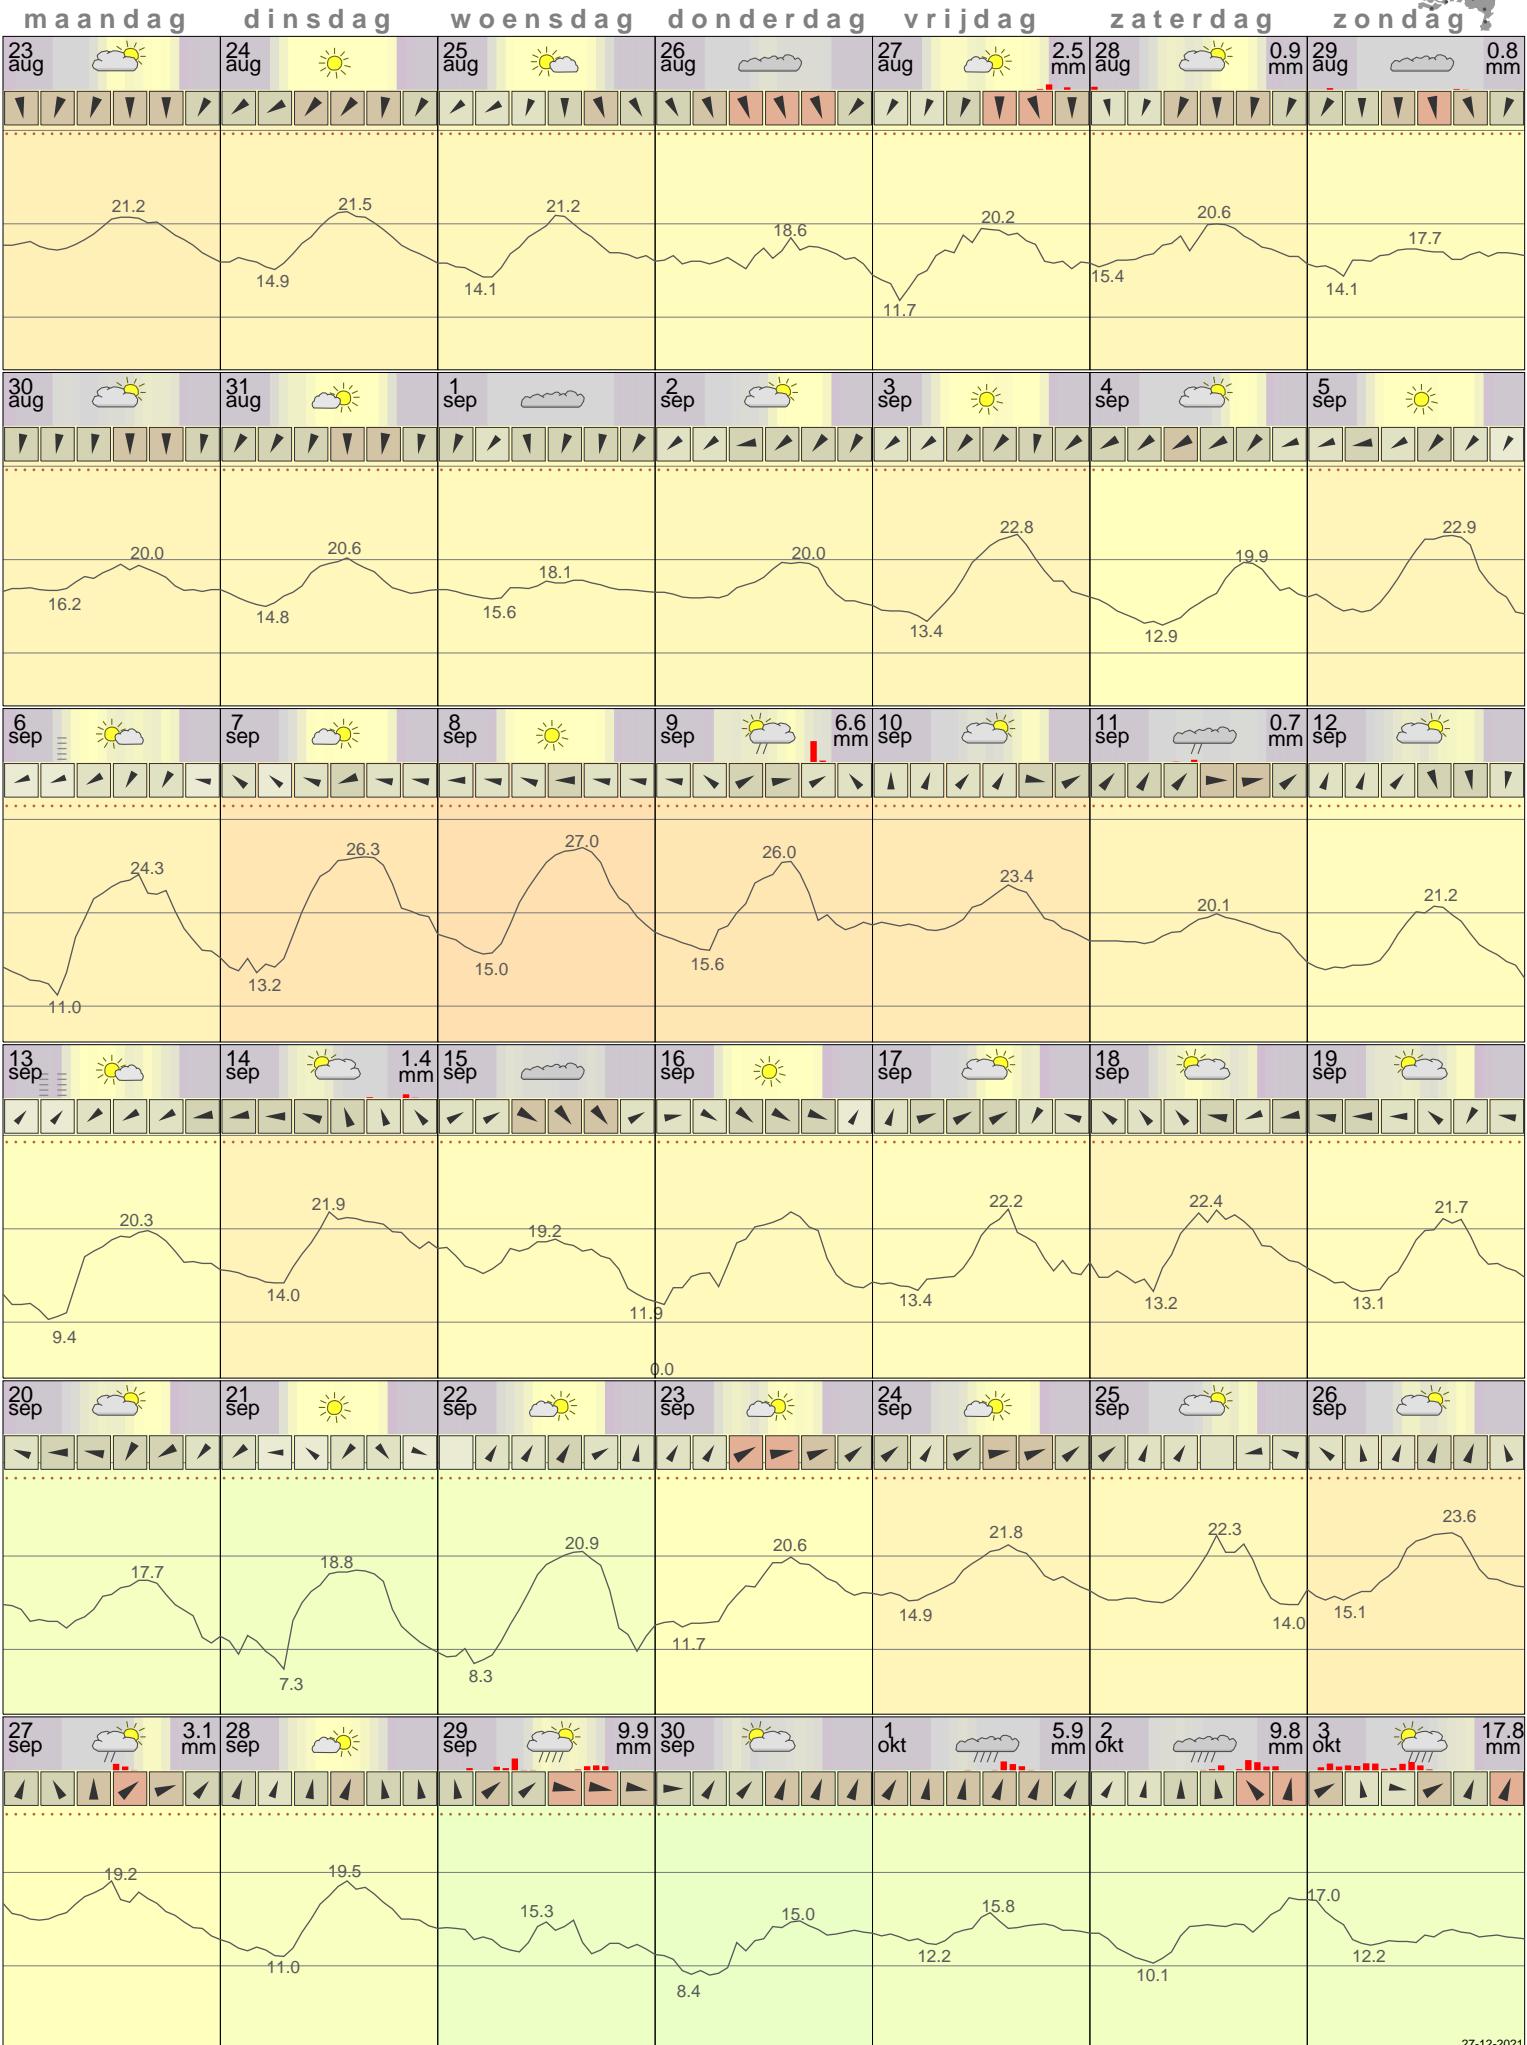 maandag dinsdag woensdag donderdag vrijdag zaterdag zondag
23 aug 24 aug 25 aug 26 aug 27 aug 2.5 mm 28 aug 0.9 mm 29 aug 0.8 mm
21.2 21.5 21.2 18.6 20.2 20.6 17.7
14.9 14.1 11.7 15.4 14.1
30 aug 31 aug 1 sep 2 sep 3 sep 4 sep 5 sep
20.0 20.6 18.1 20.0 22.8 19.9 22.9
16.2 14.8 15.6 13.4 12.9
6 sep 7 sep 8 sep 9 sep 6.6 mm 10 sep 11 sep 0.7 mm 12 sep
24.3 26.3 27.0 26.0 23.4 20.1 21.2
11.0 13.2 15.0 15.6
13 sep 14 sep 1.4 mm 15 sep 16 sep 17 sep 18 sep 19 sep
20.3 21.9 19.2 22.2 22.4 21.7
9.4 14.0 11.9 13.4 13.2 13.1
0.0
20 sep 21 sep 22 sep 23 sep 24 sep 25 sep 26 sep
17.7 18.8 20.9 20.6 21.8 22.3 23.6
7.3 8.3 11.7 14.9 14.0 15.1
27 sep 3.1 mm 28 sep 29 sep 9.9 mm 30 sep 1 okt 5.9 mm 2 okt 9.8 mm 3 okt 17.8 mm
19.2 19.5 15.3 15.0 15.8 17.0
11.0 8.4 12.2 10.1 12.2
27-12-2021